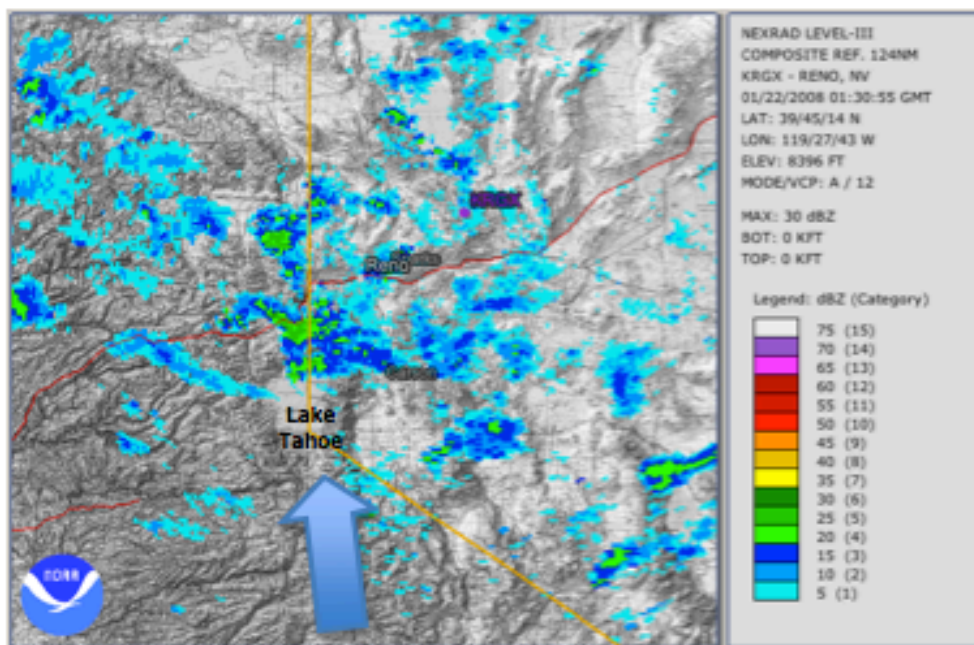 NEXRAD LEVEL-III
COMPOSITE REF. 124NM
KRGX - RENO, NV
01/22/2008 01:30:55 GMT
LAT: 39/45/14 N
LON: 119/27/43 W
ELEV: 8396 FT
MODE/VCP: A / 12
MAX: 30 dBZ
BOT: 0 KFT
TOP: 0 KFT
Legend: dBZ (Category)
75 (15)
70 (14)
65 (13)
60 (12)
55 (11)
50 (10)
45 (9)
40 (8)
35 (7)
30 (6)
25 (5)
20 (4)
15 (3)
10 (2)
5 (1)
Reno
Lake
Tahoe
NOAA